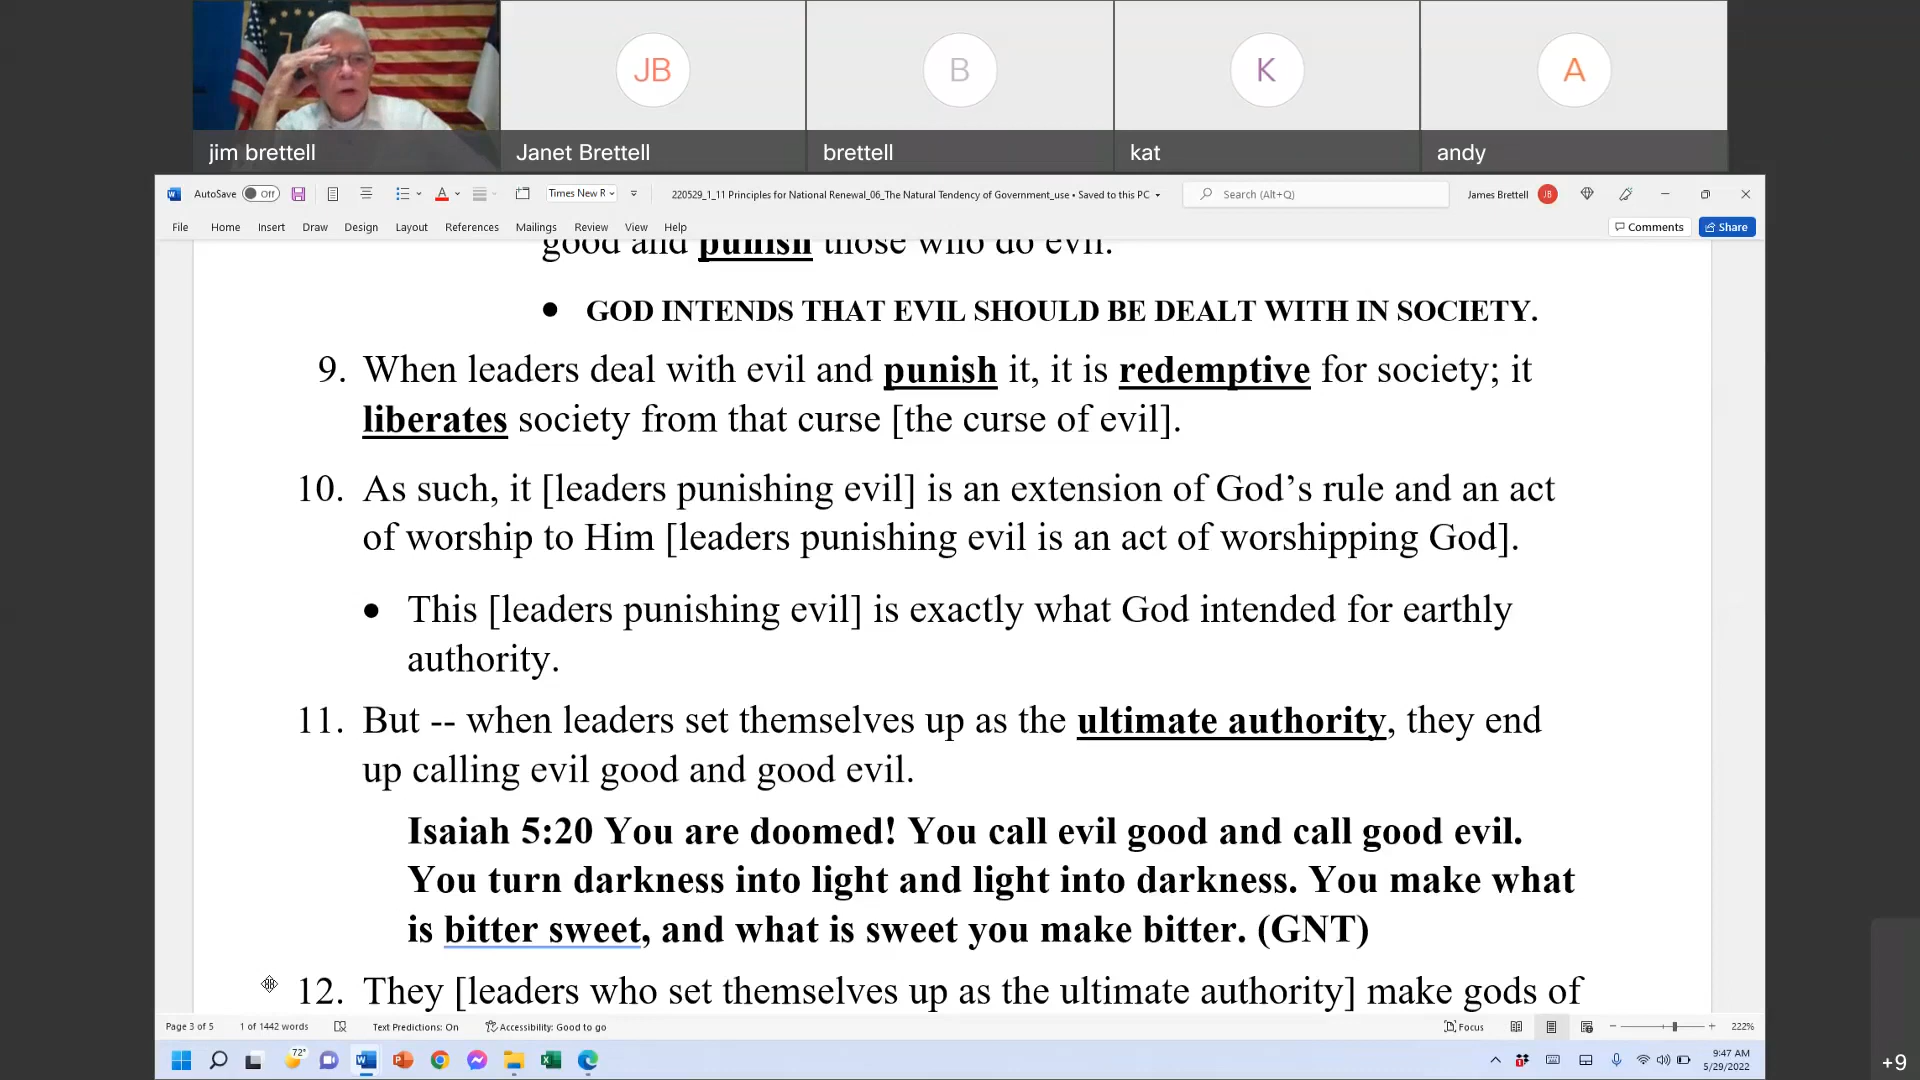 JB
B
K
A
jim brettell
Janet Brettell
brettell
kat
andy
AutoSave Off
Times New R
220529_1_11 Principles for National Renewal_06_The Natural Tendency of Government_use • Saved to this PC
Search (Alt+Q)
James Brettell JB
File Home Insert Draw Design Layout References Mailings Review View Help
Comments Share
good and punish those who do evil.
• GOD INTENDS THAT EVIL SHOULD BE DEALT WITH IN SOCIETY.
9. When leaders deal with evil and punish it, it is redemptive for society; it
liberates society from that curse [the curse of evil].
10. As such, it [leaders punishing evil] is an extension of God’s rule and an act
of worship to Him [leaders punishing evil is an act of worshipping God].
• This [leaders punishing evil] is exactly what God intended for earthly
authority.
11. But -- when leaders set themselves up as the ultimate authority, they end
up calling evil good and good evil.
Isaiah 5:20 You are doomed! You call evil good and call good evil.
You turn darkness into light and light into darkness. You make what
is bitter sweet, and what is sweet you make bitter. (GNT)
12. They [leaders who set themselves up as the ultimate authority] make gods of
Page 3 of 5 1 of 1442 words Text Predictions: On Accessibility: Good to go Focus 222%
72°
9:47 AM
5/29/2022
+9